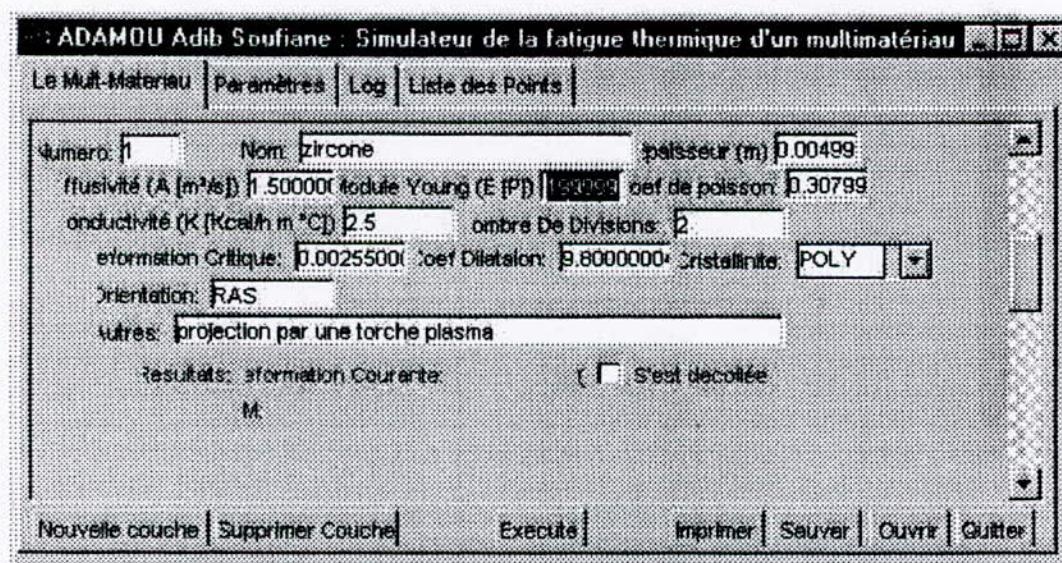 ADAMOU Adib Soufiane : Simulateur de la fatigue thermique d'un multimatériau
Le Mult-Materiau Paramètres Log Liste des Points
Numero: 1 Nom: zircone paisseur (m) 0.00499
ffusivité (A [m²/s]) 1.50000( Module Young (E [P]) oef de poisson: 0.30799
onductivité (K [Kcal/h m °C]) 2.5 ombre De Divisions: 2
eformation Critique: 0.0025500( Coef Dilataion: 9.8000000 Cristallinite: POLY
Orientation: RAS
Autres: projection par une torche plasma
Resultats: eformation Courante: ( S'est decollée
M:
Nouvelle couche Supprimer Couche Execute Imprimer Sauver Ouvrir Quitter